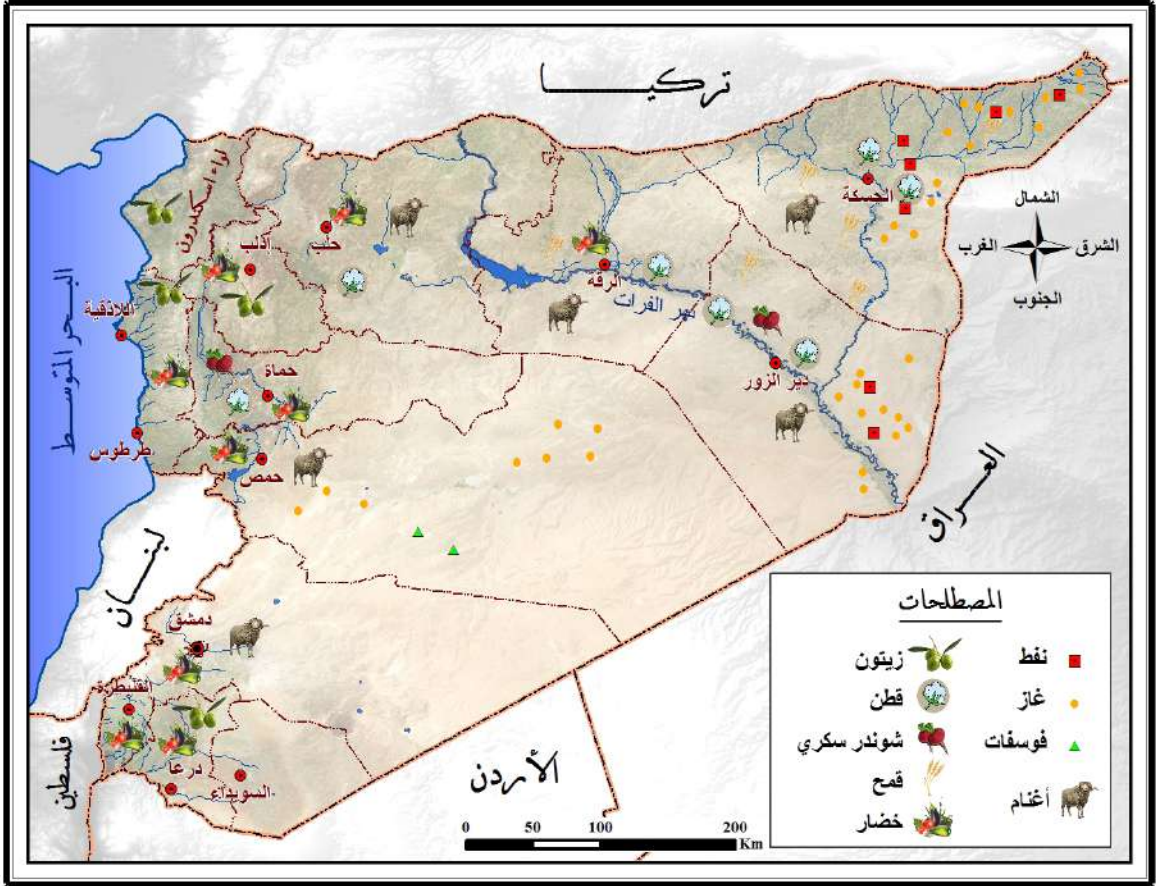 تركيا
لواء اسكندرون
البحر المتوسط
إدلب
حلب
الحسكة
الشمال
الغرب
الشرق
الجنوب
الرقة
نهر الفرات
اللاذقية
حماة
دير الزور
طرطوس
حمص
العراق
لبنان
دمشق
القنيطرة
درعا
السويداء
فلسطين
الأردن
المصطلحات
زيتون
نفط
قطن
غاز
شوندر سكري
فوسفات
قمح
أغنام
خضار
0 50 100 200
Km